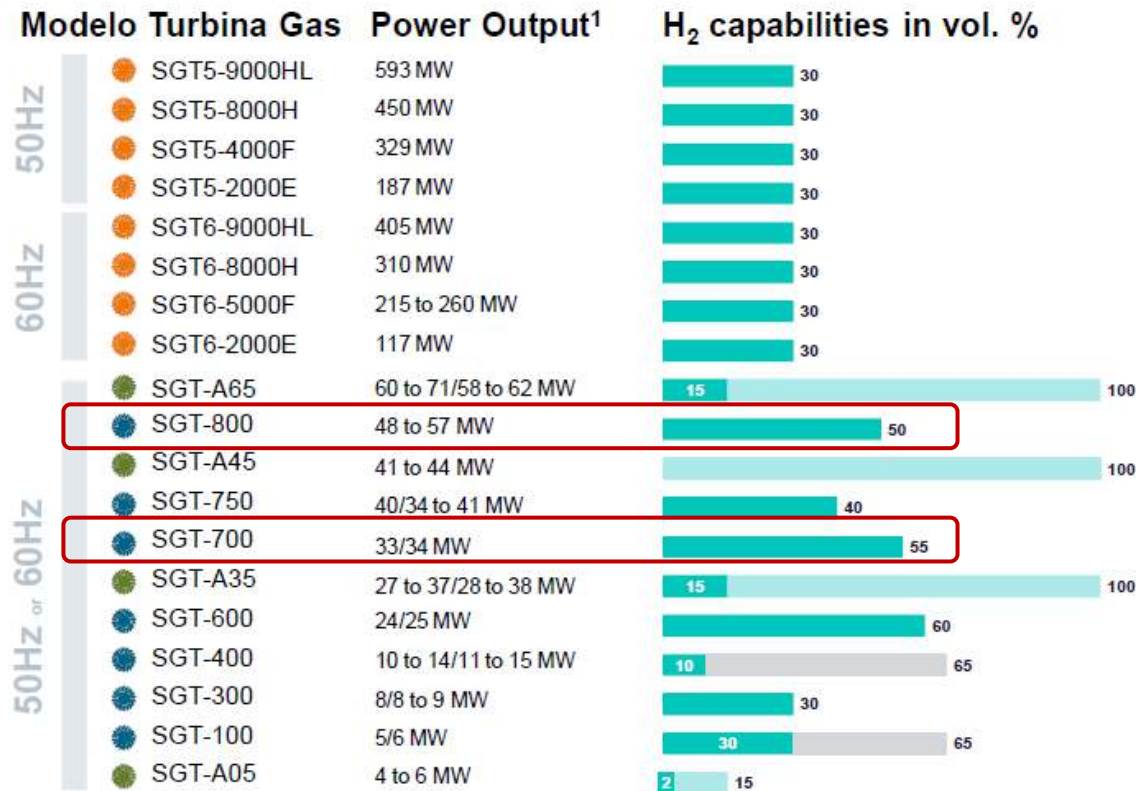 Modelo Turbina Gas Power Output¹ H₂ capabilities in vol. %
50Hz
SGT5-9000HL 593 MW 30
SGT5-8000H 450 MW 30
SGT5-4000F 329 MW 30
SGT5-2000E 187 MW 30
60Hz
SGT6-9000HL 405 MW 30
SGT6-8000H 310 MW 30
SGT6-5000F 215 to 260 MW 30
SGT6-2000E 117 MW 30
50Hz or 60Hz
SGT-A65 60 to 71/58 to 62 MW 15 100
SGT-800 48 to 57 MW 50
SGT-A45 41 to 44 MW 100
SGT-750 40/34 to 41 MW 40
SGT-700 33/34 MW 55
SGT-A35 27 to 37/28 to 38 MW 15 100
SGT-600 24/25 MW 60
SGT-400 10 to 14/11 to 15 MW 10 65
SGT-300 8/8 to 9 MW 30
SGT-100 5/6 MW 30 65
SGT-A05 4 to 6 MW 2 15